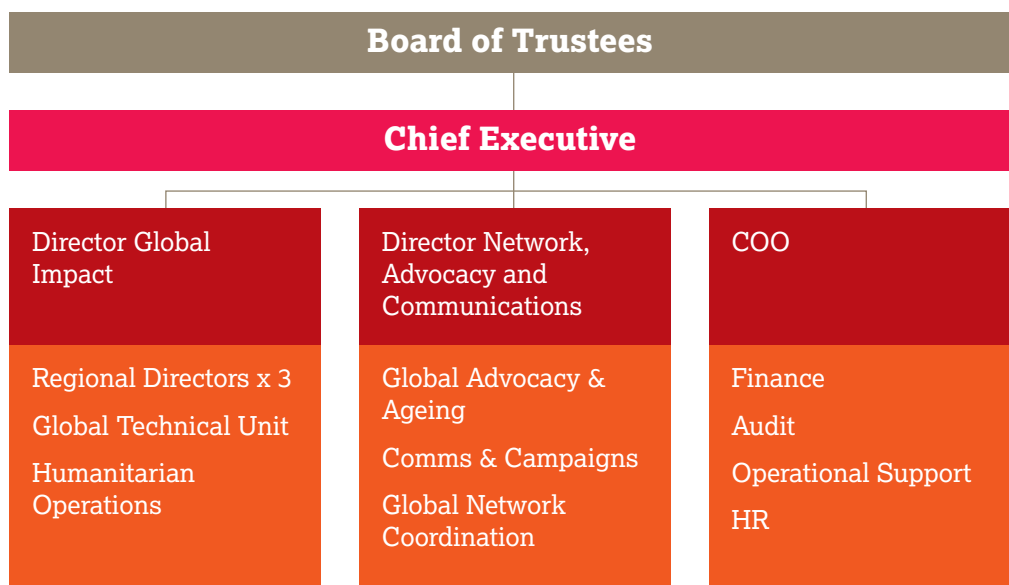 Board of Trustees
Chief Executive
Director Global
Impact
Director Network,
Advocacy and
Communications
COO
Regional Directors x 3
Global Technical Unit
Humanitarian
Operations
Global Advocacy &
Ageing
Comms & Campaigns
Global Network
Coordination
Finance
Audit
Operational Support
HR